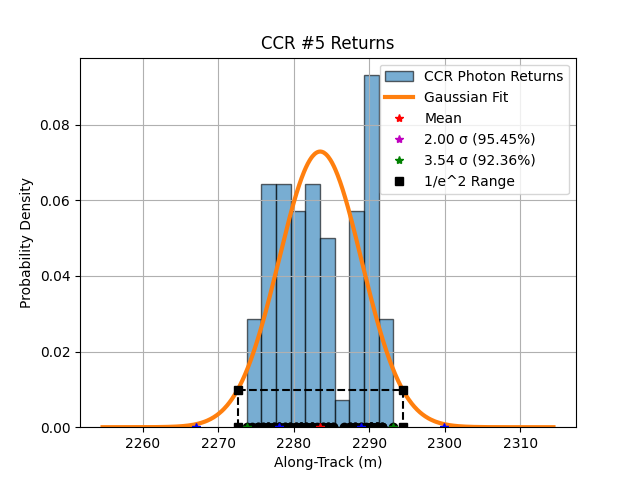 CCR #5 Returns
CCR Photon Returns
Gaussian Fit
Mean
2.00 σ (95.45%)
3.54 σ (92.36%)
1/e^2 Range
Probability Density
0.08
0.06
0.04
0.02
0.00
2260 2270 2280 2290 2300 2310
Along-Track (m)